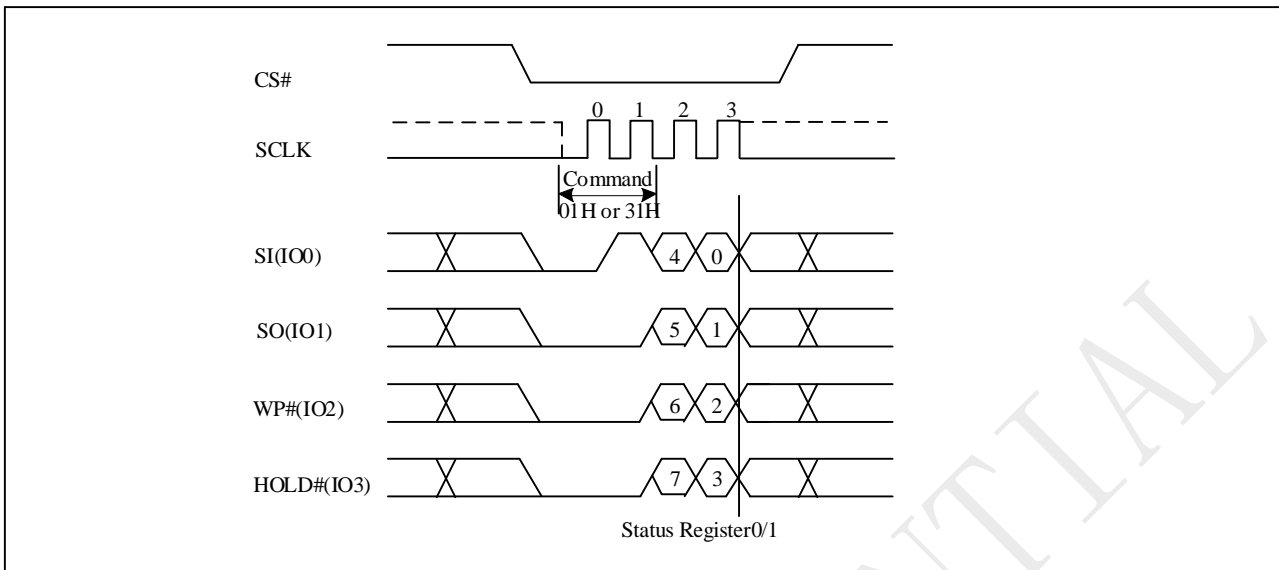 CS#
0 1 2 3
SCLK
Command
01H or 31H
SI(IO0)
4 0
SO(IO1)
5 1
WP#(IO2)
6 2
HOLD#(IO3)
7 3
Status Register0/1
NTIAL